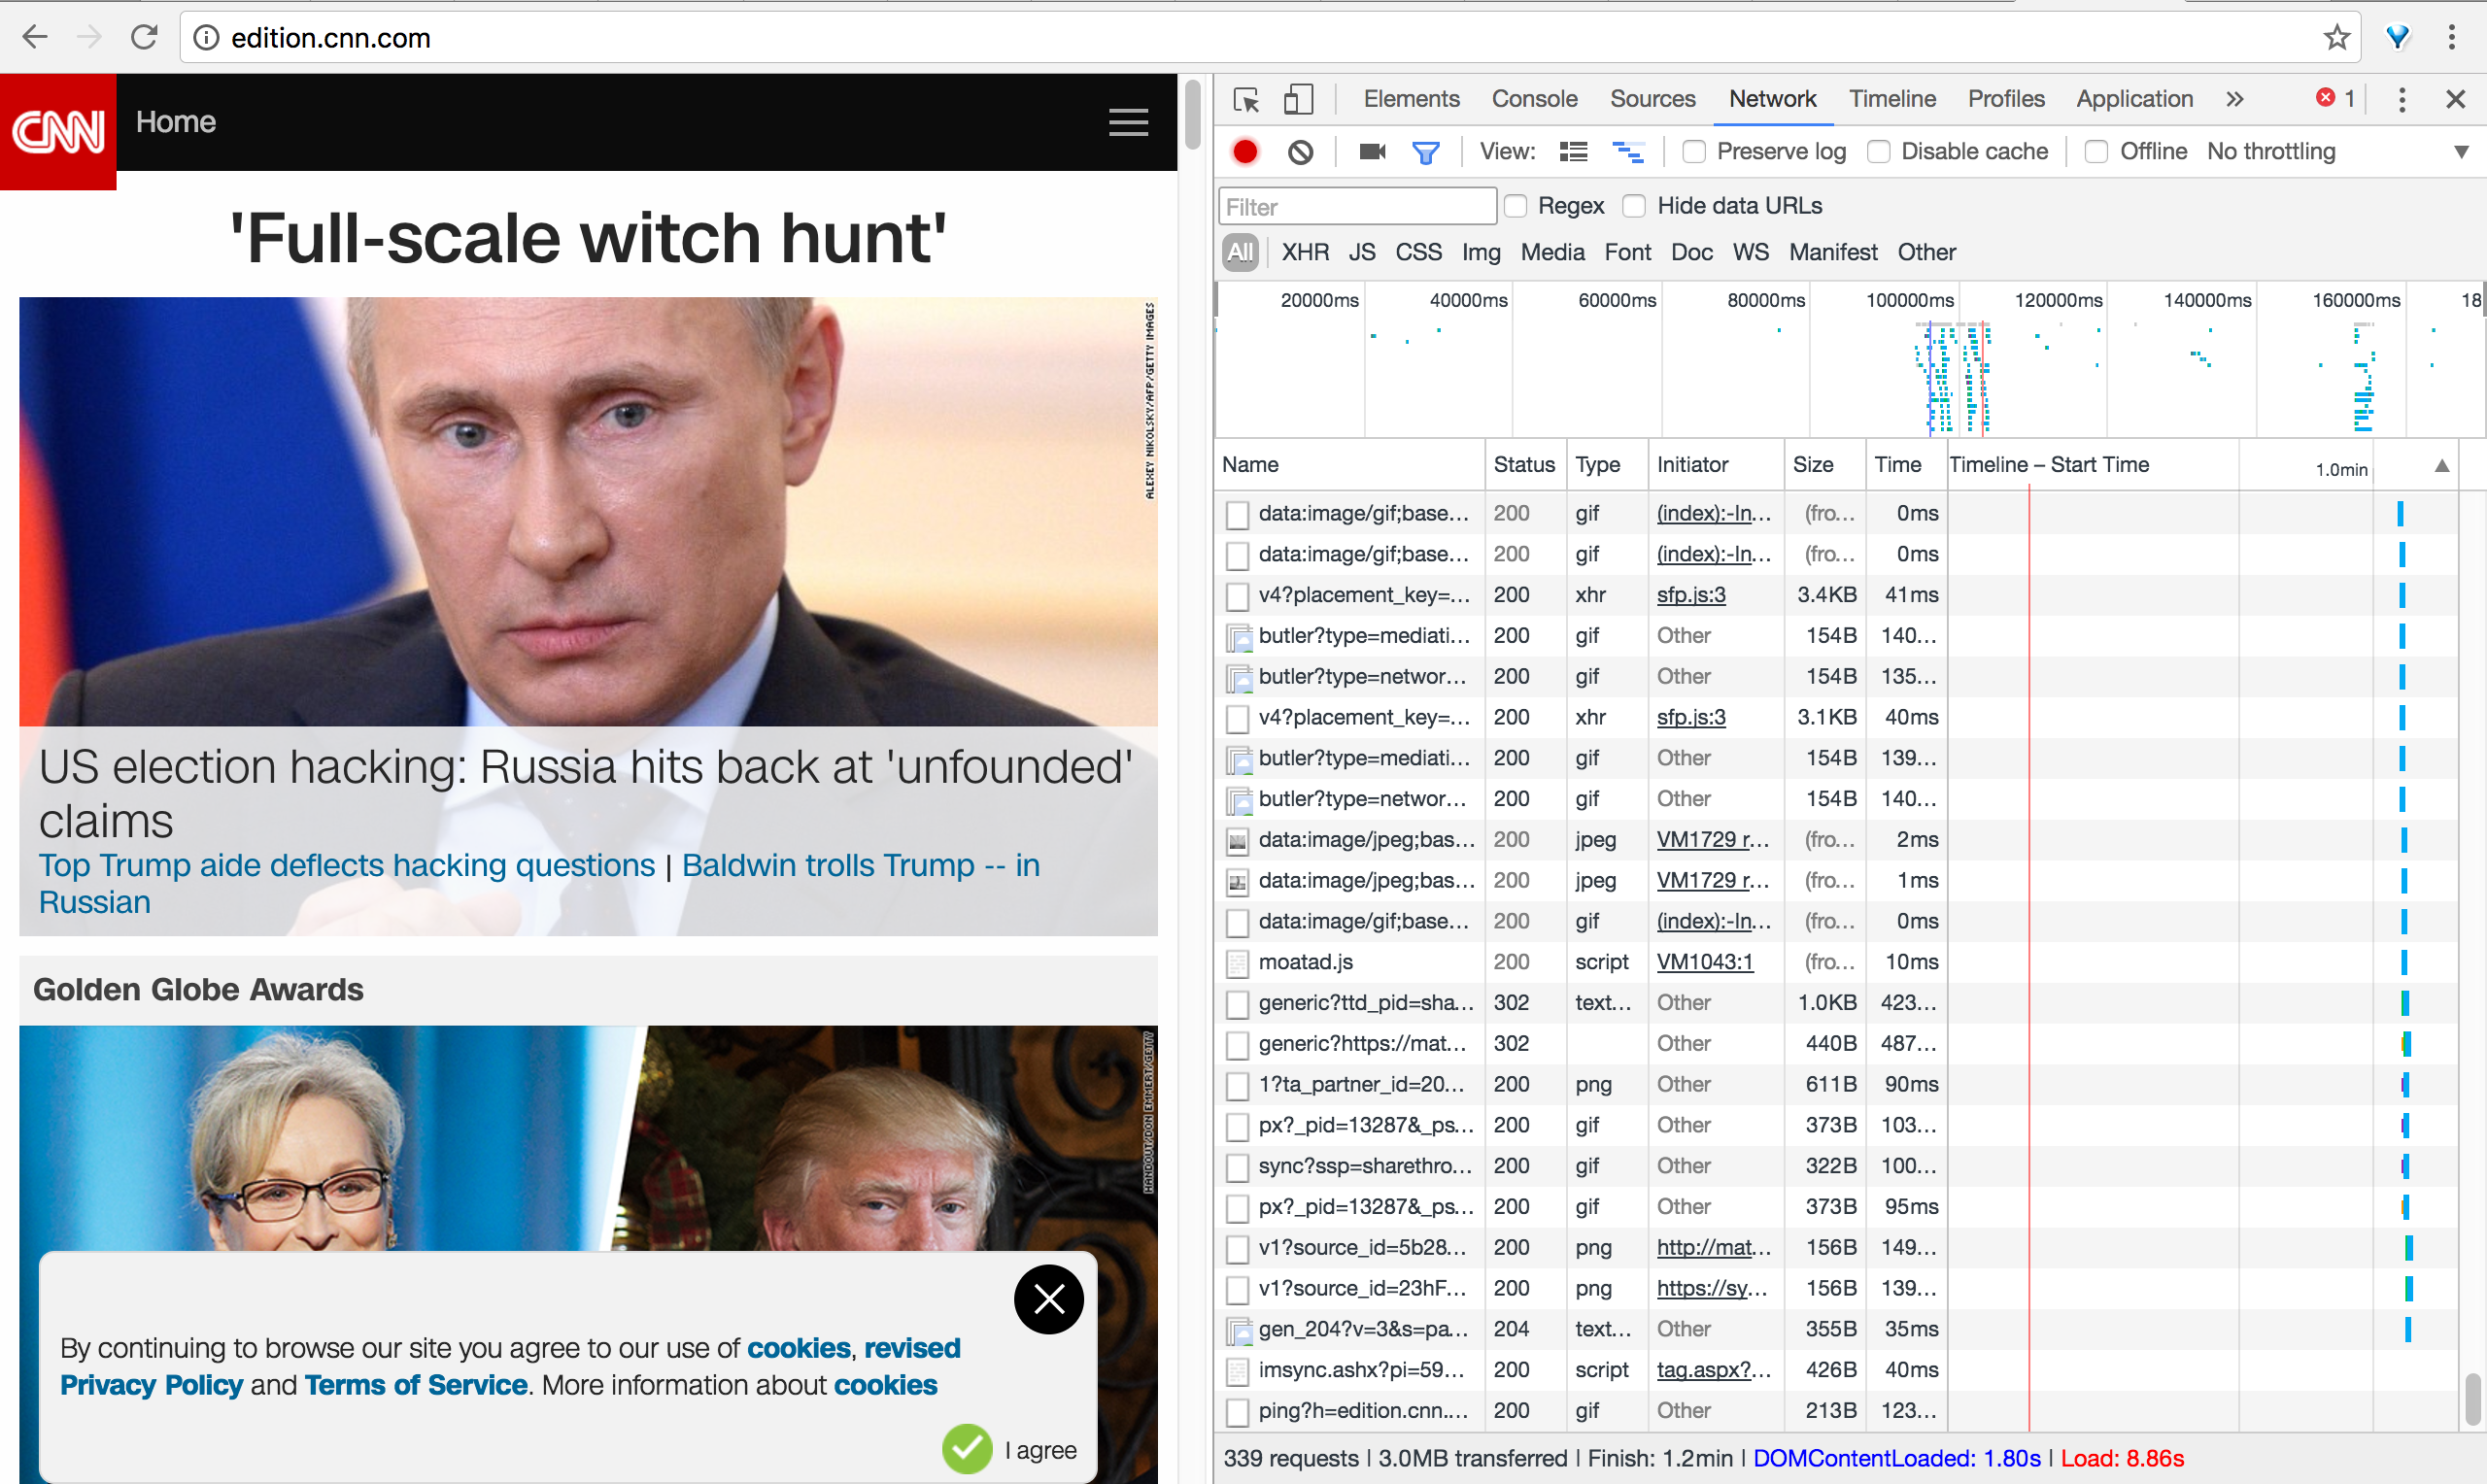 edition.cnn.com
CNN Home
'Full-scale witch hunt'
ALEXEY NIKOLSKY/AFP/GETTY IMAGES
US election hacking: Russia hits back at 'unfounded'
claims
Top Trump aide deflects hacking questions | Baldwin trolls Trump -- in
Russian
Golden Globe Awards
HANDOUT/DON EMMERT/GETTY
By continuing to browse our site you agree to our use of cookies, revised
Privacy Policy and Terms of Service. More information about cookies
I agree
Elements Console Sources Network Timeline Profiles Application » 1
View: Preserve log Disable cache Offline No throttling
Filter Regex Hide data URLs
All XHR JS CSS Img Media Font Doc WS Manifest Other
20000ms 40000ms 60000ms 80000ms 100000ms 120000ms 140000ms 160000ms 18
Name Status Type Initiator Size Time Timeline – Start Time 1.0min
data:image/gif;base... 200 gif (index):-In... (fro... 0ms
data:image/gif;base... 200 gif (index):-In... (fro... 0ms
v4?placement_key=... 200 xhr sfp.js:3 3.4KB 41ms
butler?type=mediati... 200 gif Other 154B 140...
butler?type=networ... 200 gif Other 154B 135...
v4?placement_key=... 200 xhr sfp.js:3 3.1KB 40ms
butler?type=mediati... 200 gif Other 154B 139...
butler?type=networ... 200 gif Other 154B 140...
data:image/jpeg;bas... 200 jpeg VM1729 r... (fro... 2ms
data:image/jpeg;bas... 200 jpeg VM1729 r... (fro... 1ms
data:image/gif;base... 200 gif (index):-In... (fro... 0ms
moatad.js 200 script VM1043:1 (fro... 10ms
generic?ttd_pid=sha... 302 text... Other 1.0KB 423...
generic?https://mat... 302 Other 440B 487...
1?ta_partner_id=20... 200 png Other 611B 90ms
px?_pid=13287&_ps... 200 gif Other 373B 103...
sync?ssp=sharethro... 200 gif Other 322B 100...
px?_pid=13287&_ps... 200 gif Other 373B 95ms
v1?source_id=5b28... 200 png http://mat... 156B 149...
v1?source_id=23hF... 200 png https://sy... 156B 139...
gen_204?v=3&s=pa... 204 text... Other 355B 35ms
imsync.ashx?pi=59... 200 script tag.aspx?... 426B 40ms
ping?h=edition.cnn.... 200 gif Other 213B 123...
339 requests | 3.0MB transferred | Finish: 1.2min | DOMContentLoaded: 1.80s | Load: 8.86s